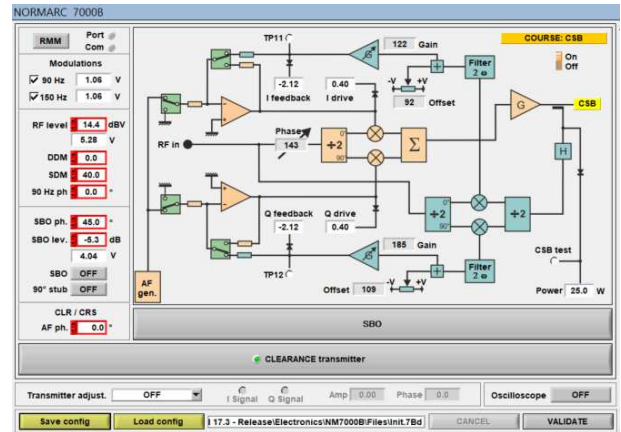 NORMARC 7000B
RMM
Port
Com
Modulations
90 Hz 1.06 V
150 Hz 1.06 V
RF level 14.4 dBV
5.28 V
DDM 0.0
SDM 40.0
90 Hz ph 0.0 °
SBO ph. 45.0 °
SBO lev. -5.3 dB
4.04 V
SBO OFF
90° stub OFF
CLR / CRS
AF ph. 0.0 °
COURSE: CSB
On
Off
TP11
122 Gain
Filter
2 ω
-2.12 0.40
I feedback I drive
-V +V
92 Offset
G
CSB
Phase
RF in 143
0°
÷2
90°
Σ
H
0°
÷2
90°
÷2
Q feedback Q drive
-2.12 0.40
185 Gain
Filter
2 ω
CSB test
TP12
-V +V
Offset 109
Power 25.0 W
AF
gen.
SBO
CLEARANCE transmitter
Transmitter adjust. OFF
I Signal Q Signal
Amp 0.00 Phase 0.0
Oscilloscope OFF
Save config Load config l 17.3 - Release\Electronics\NM7000B\Files\Init.7Bd CANCEL VALIDATE